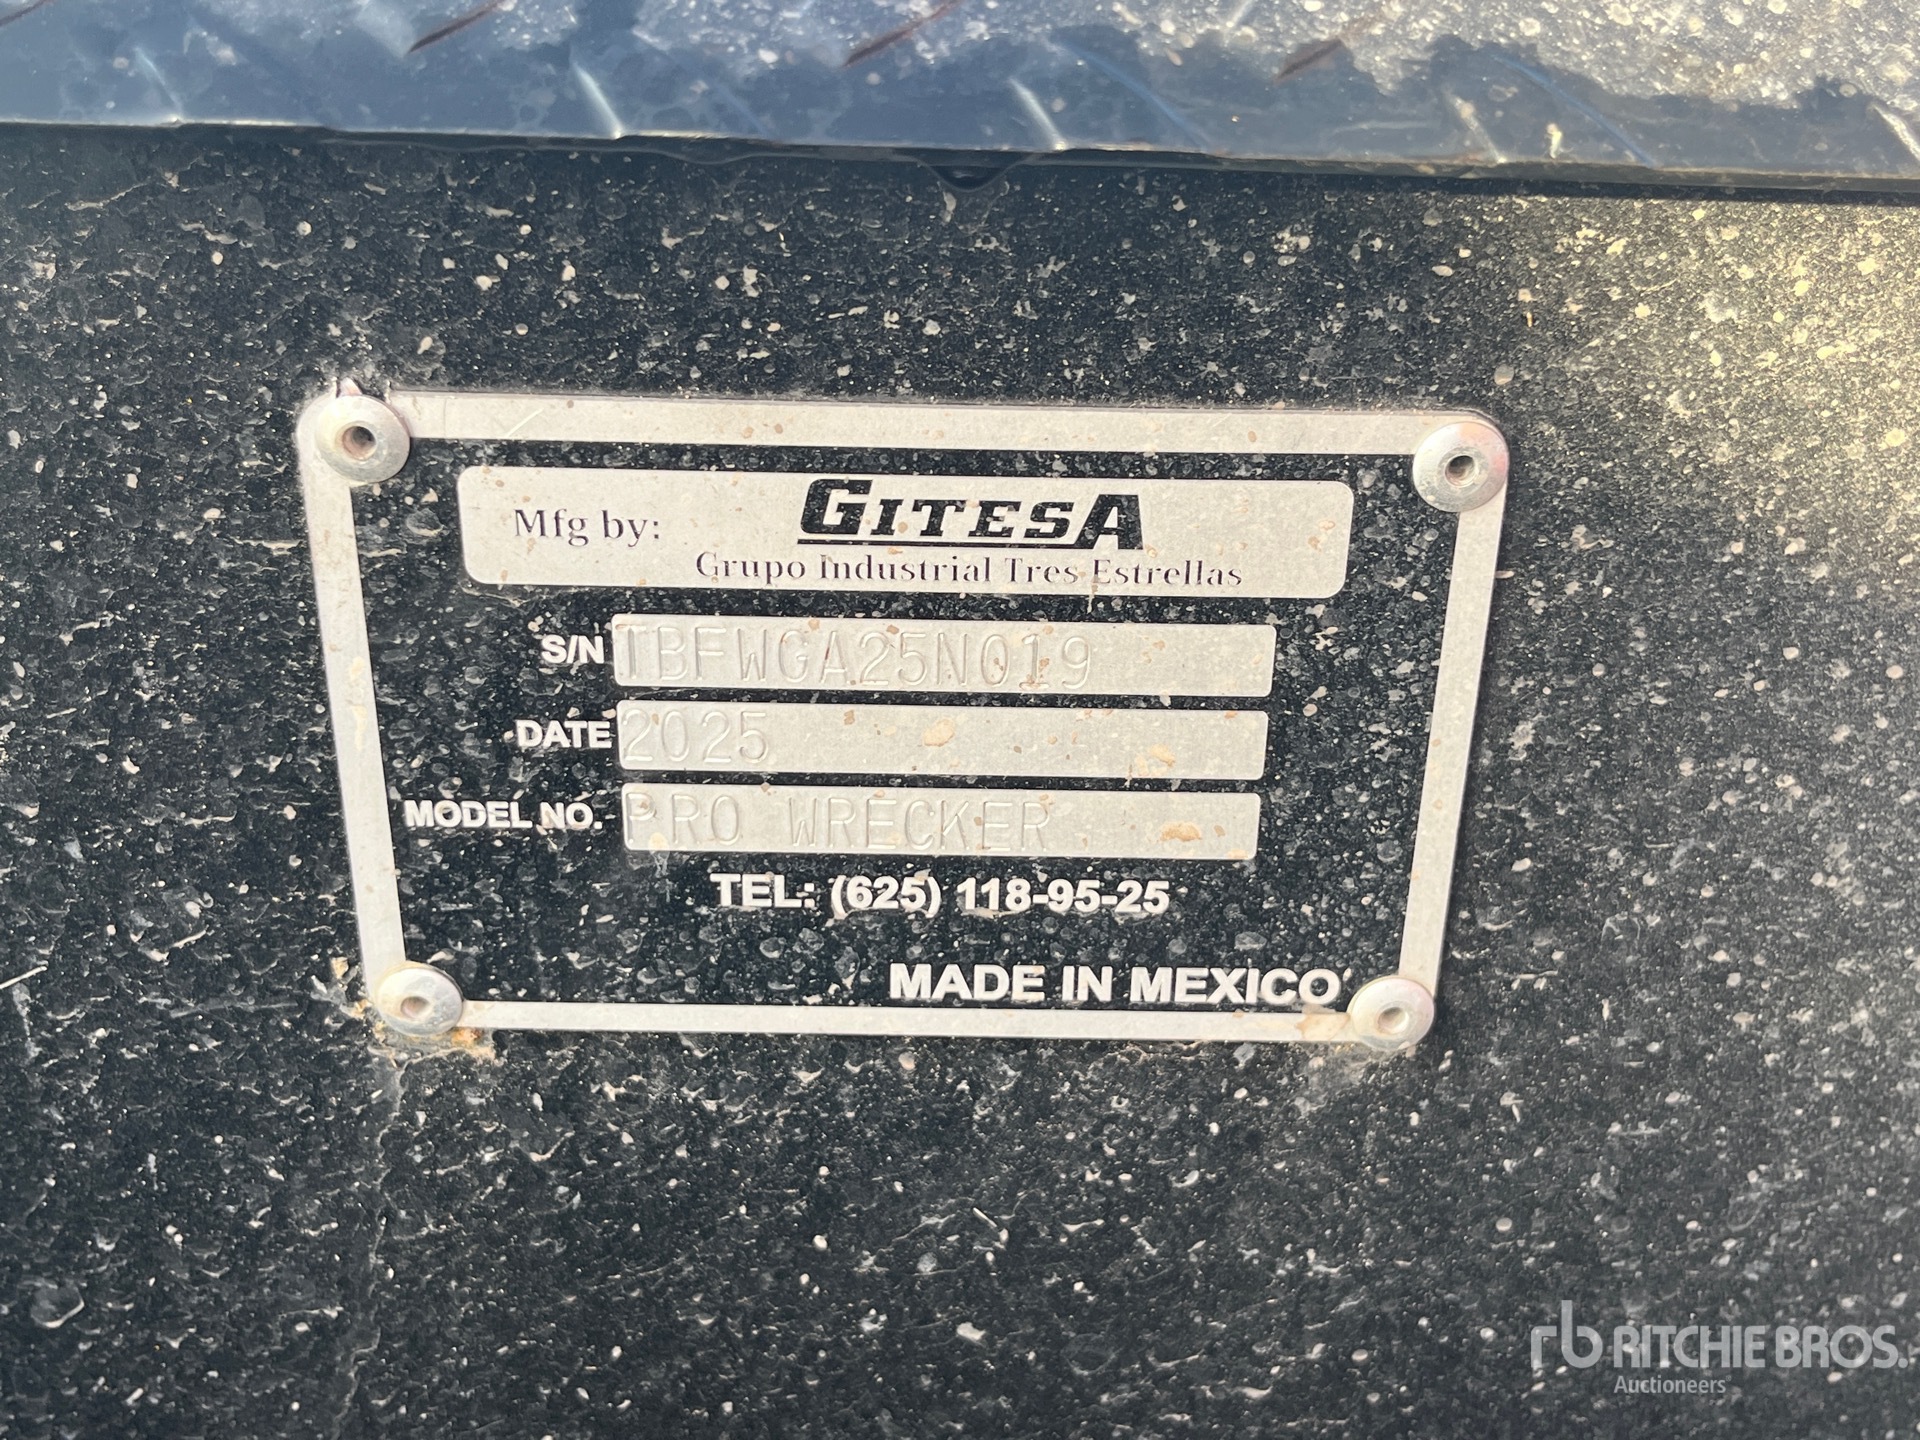 Mfg by: GITESA
Grupo Industrial Tres Estrellas
S/N TBFWGA25N019
DATE 2025
MODEL NO. PRO WRECKER
TEL: (625) 118-95-25
MADE IN MEXICO
rb RITCHIE BROS.
Auctioneers